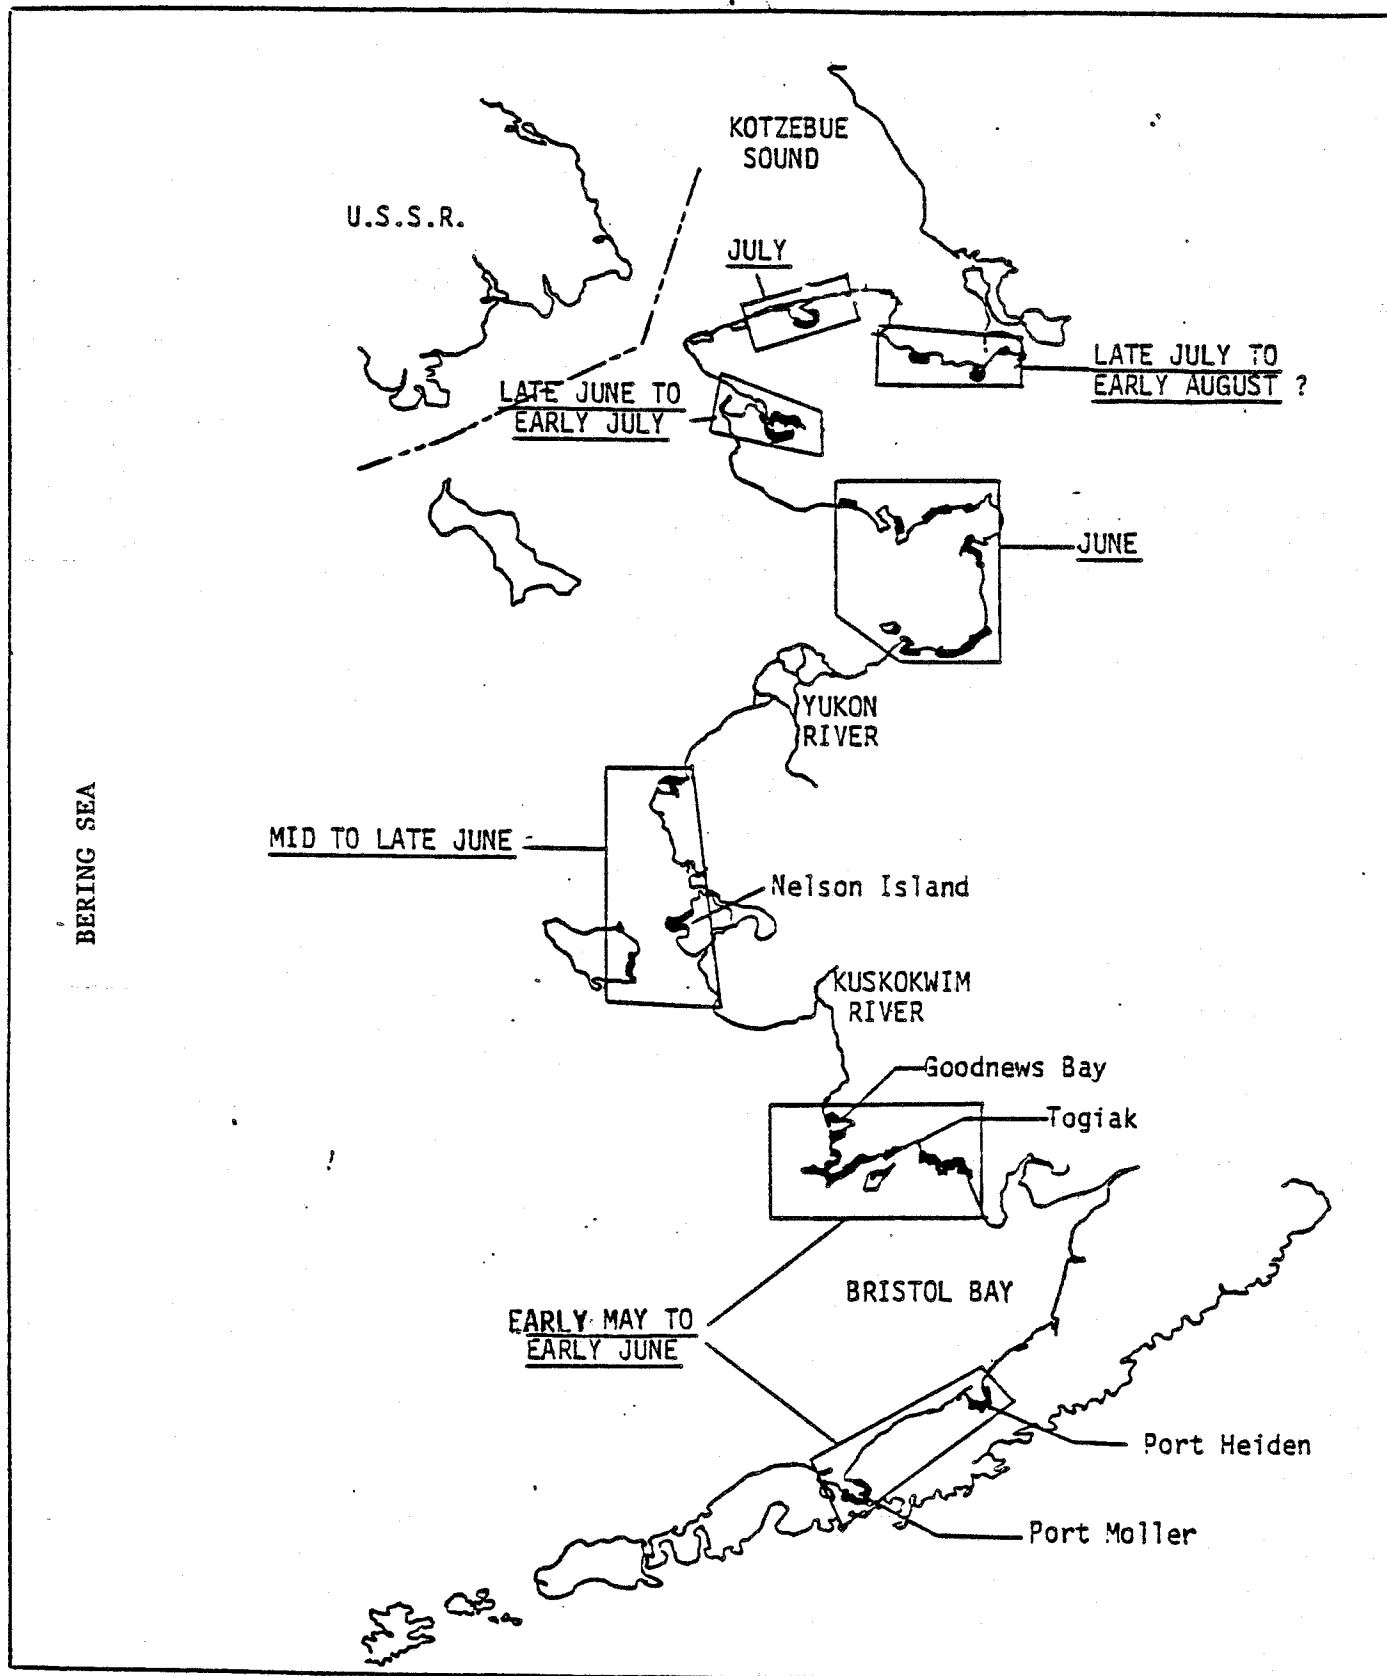 KOTZEBUE
SOUND
U.S.S.R.
JULY
LATE JULY TO
EARLY AUGUST ?
LATE JUNE TO
EARLY JULY
JUNE
YUKON
RIVER
BERING SEA
MID TO LATE JUNE
Nelson Island
KUSKOKWIM
RIVER
Goodnews Bay
Togiak
BRISTOL BAY
EARLY MAY TO
EARLY JUNE
Port Heiden
Port Moller